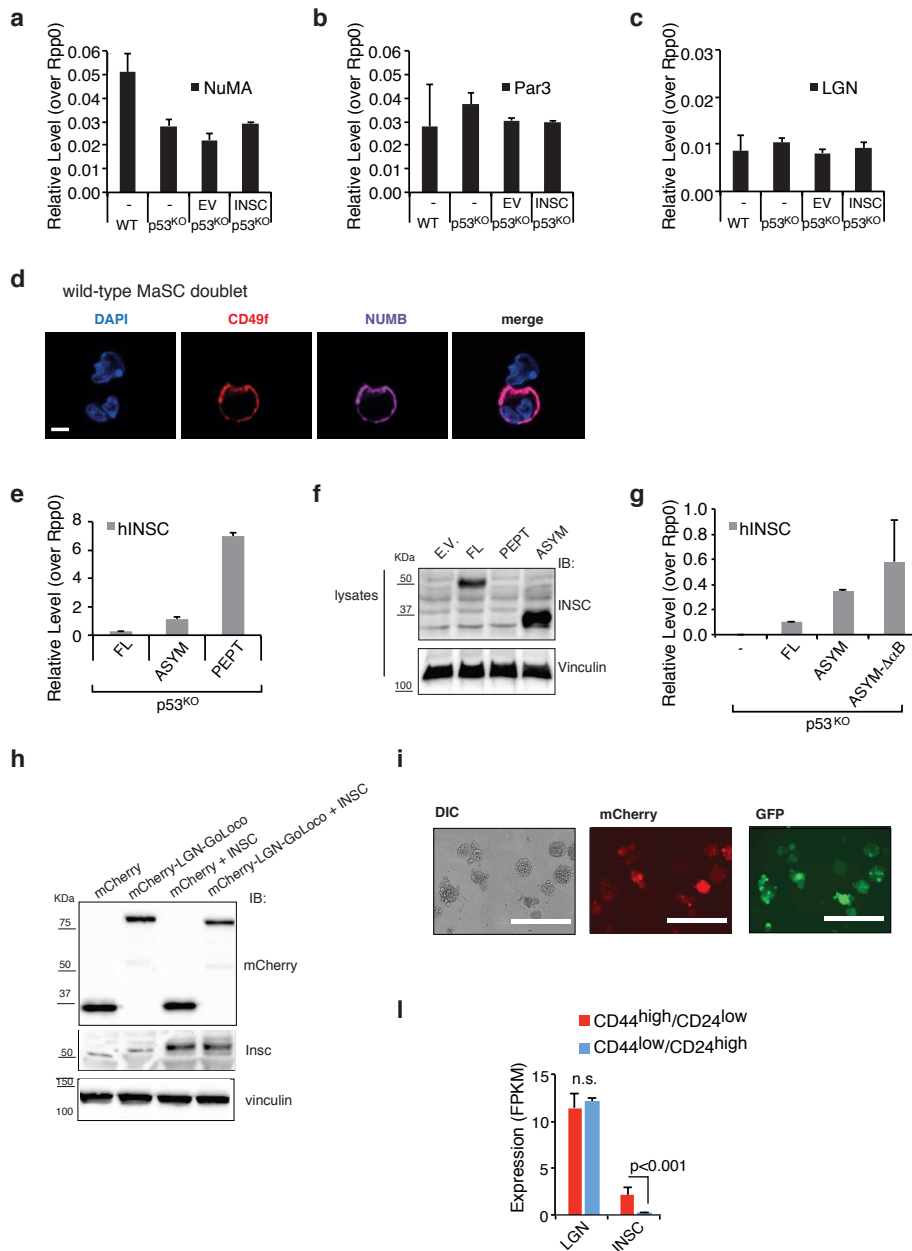 a
Relative Level (over Rpp0)
0.06
0.05
0.04
0.03
0.02
0.01
0.00
NuMA
- - EV INSC
WT p53KO p53KO p53KO
b
Relative Level (over Rpp0)
0.06
0.05
0.04
0.03
0.02
0.01
0.00
Par3
- - EV INSC
WT p53KO p53KO p53KO
c
Relative Level (over Rpp0)
0.03
0.02
0.01
0.00
LGN
- - EV INSC
WT p53KO p53KO p53KO
d
wild-type MaSC doublet
DAPI CD49f NUMB merge
e
Relative Level (over Rpp0)
8
6
4
2
0
hINSC
FL ASYM PEPT
p53KO
f
E.V. FL PEPT ASYM
KDa
IB:
50
37
lysates
INSC
Vinculin
100
g
Relative Level (over Rpp0)
1.0
0.8
0.6
0.4
0.2
0.0
hINSC
- FL ASYM ASYM-ΔαB
p53KO
h
mCherry
mCherry-LGN-GoLoco
mCherry + INSC
mCherry-LGN-GoLoco + INSC
KDa
IB:
75
50
37
mCherry
50
Insc
150
100
vinculin
i
DIC mCherry GFP
l
CD44high/CD24low
CD44low/CD24high
Expression (FPKM)
15
10
5
0
n.s.
p<0.001
LGN INSC